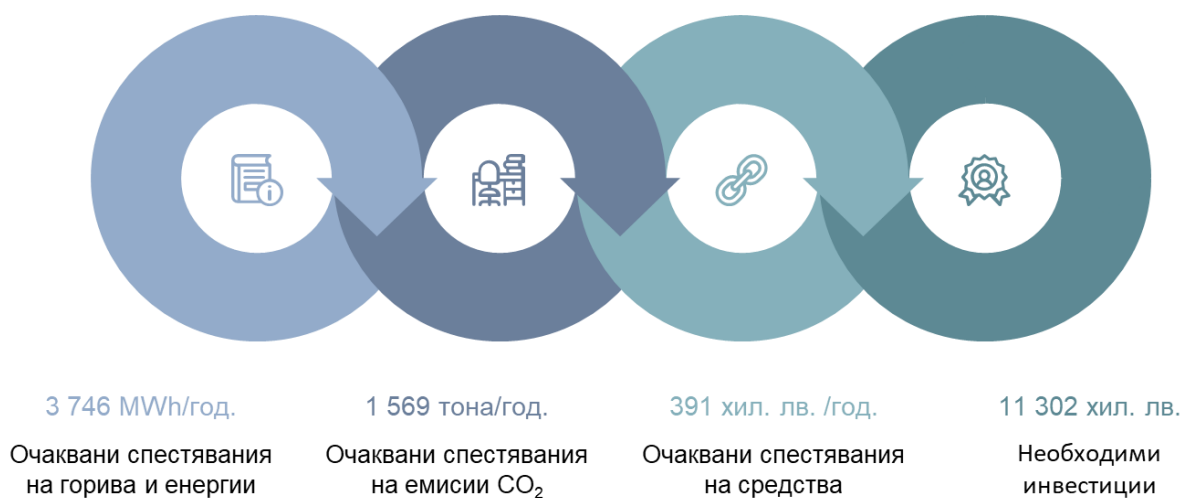 3 746 MWh/год.
Очаквани спестявания
на горива и енергии
1 569 тона/год.
Очаквани спестявания
на емисии CO₂
391 хил. лв. /год.
Очаквани спестявания
на средства
11 302 хил. лв.
Необходими
инвестиции